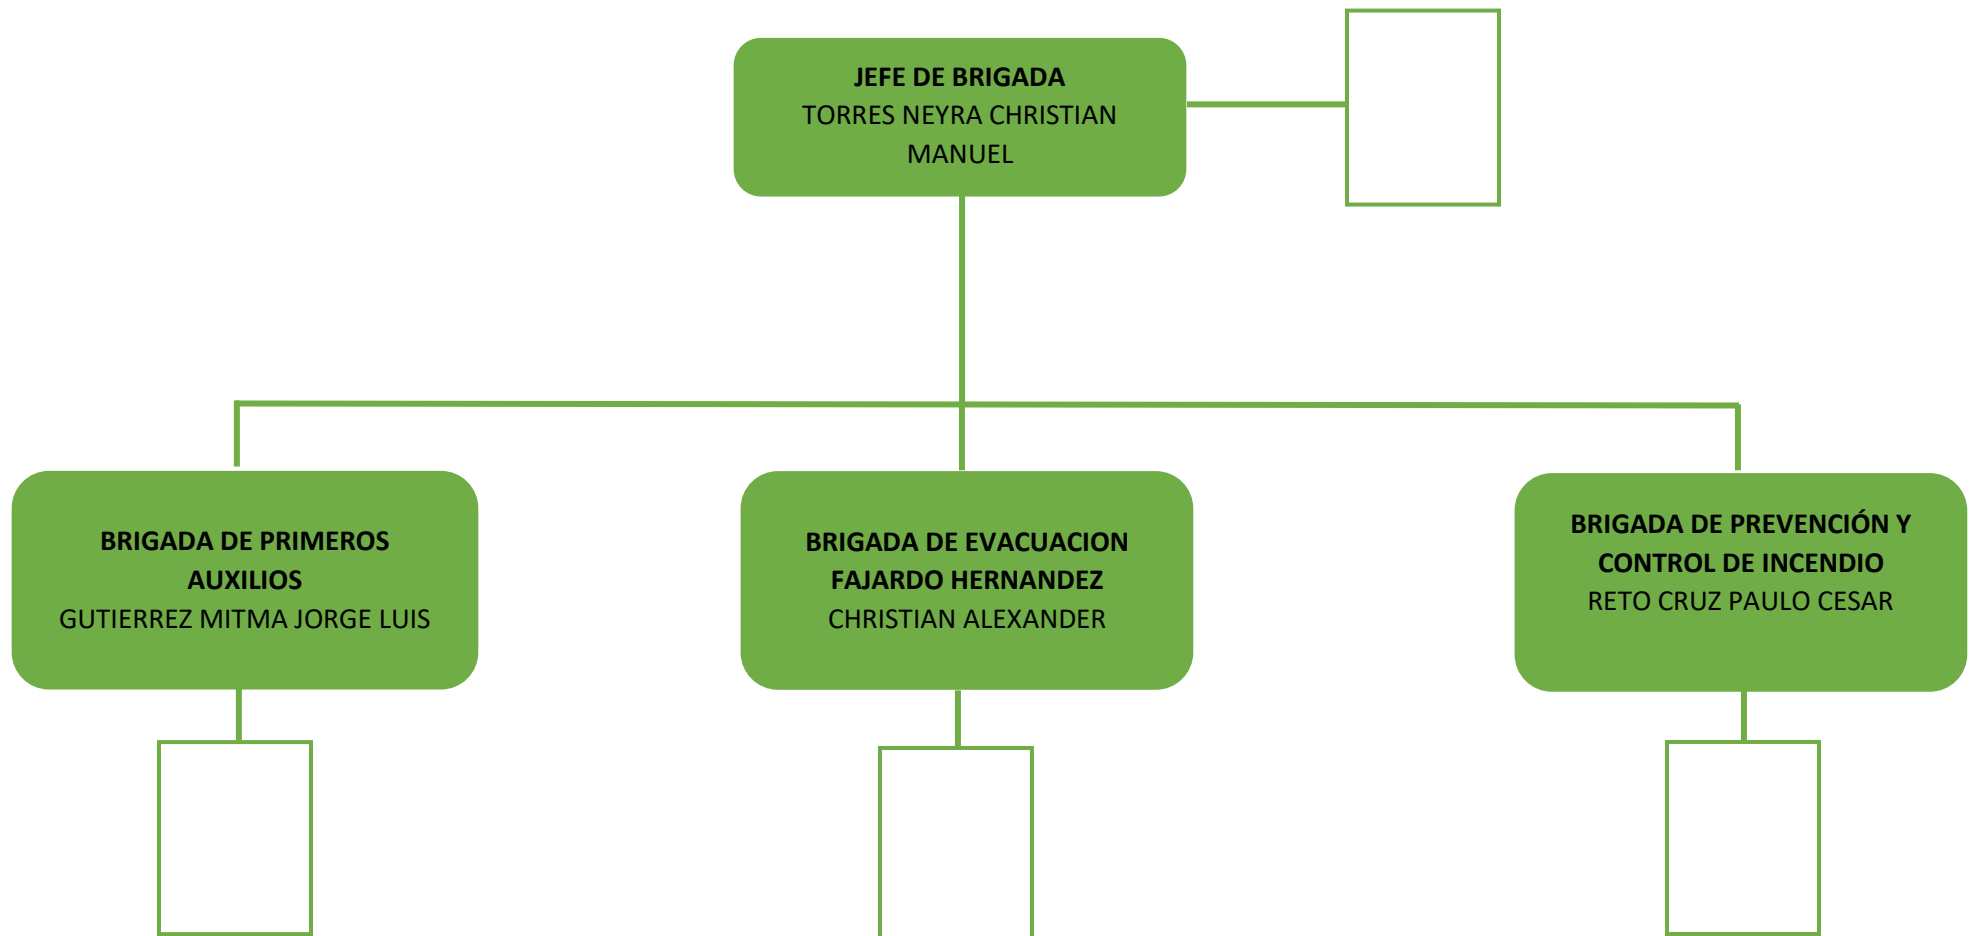 JEFE DE BRIGADA
TORRES NEYRA CHRISTIAN
MANUEL
BRIGADA DE PRIMEROS
AUXILIOS
GUTIERREZ MITMA JORGE LUIS
BRIGADA DE EVACUACION
FAJARDO HERNANDEZ
CHRISTIAN ALEXANDER
BRIGADA DE PREVENCIÓN Y
CONTROL DE INCENDIO
RETO CRUZ PAULO CESAR